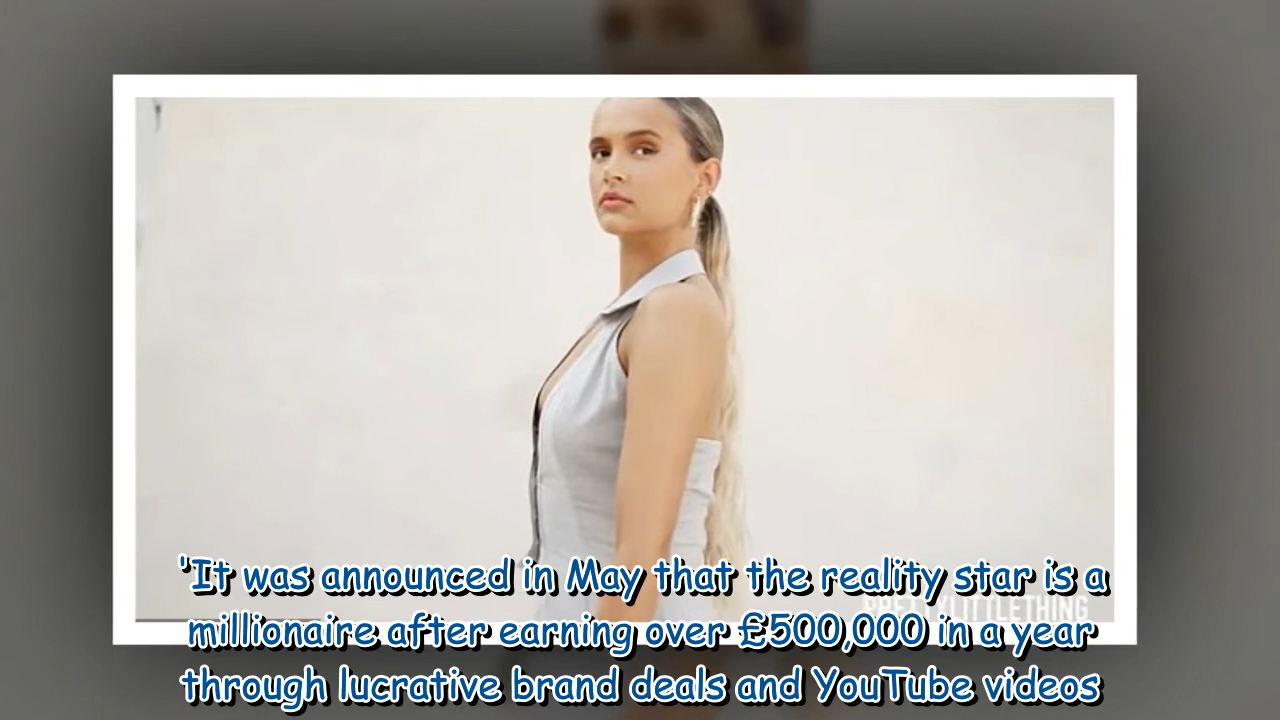 PRETTYLITTLETHING
'It was announced in May that the reality star is a
millionaire after earning over £500,000 in a year
through lucrative brand deals and YouTube videos